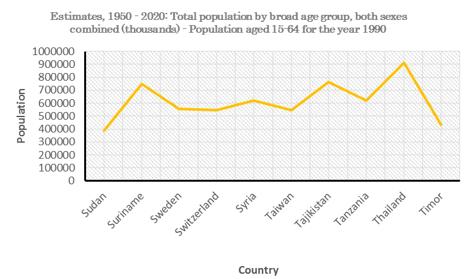 Estimates, 1950 - 2020: Total population by broad age group, both sexes
combined (thousands) - Population aged 15-64 for the year 1990
1000000
900000
800000
700000
600000
500000
400000
300000
200000
100000
0
Population
Sudan
Suriname
Sweden
Switzerland
Syria
Taiwan
Tajikistan
Tanzania
Thailand
Timor
Country